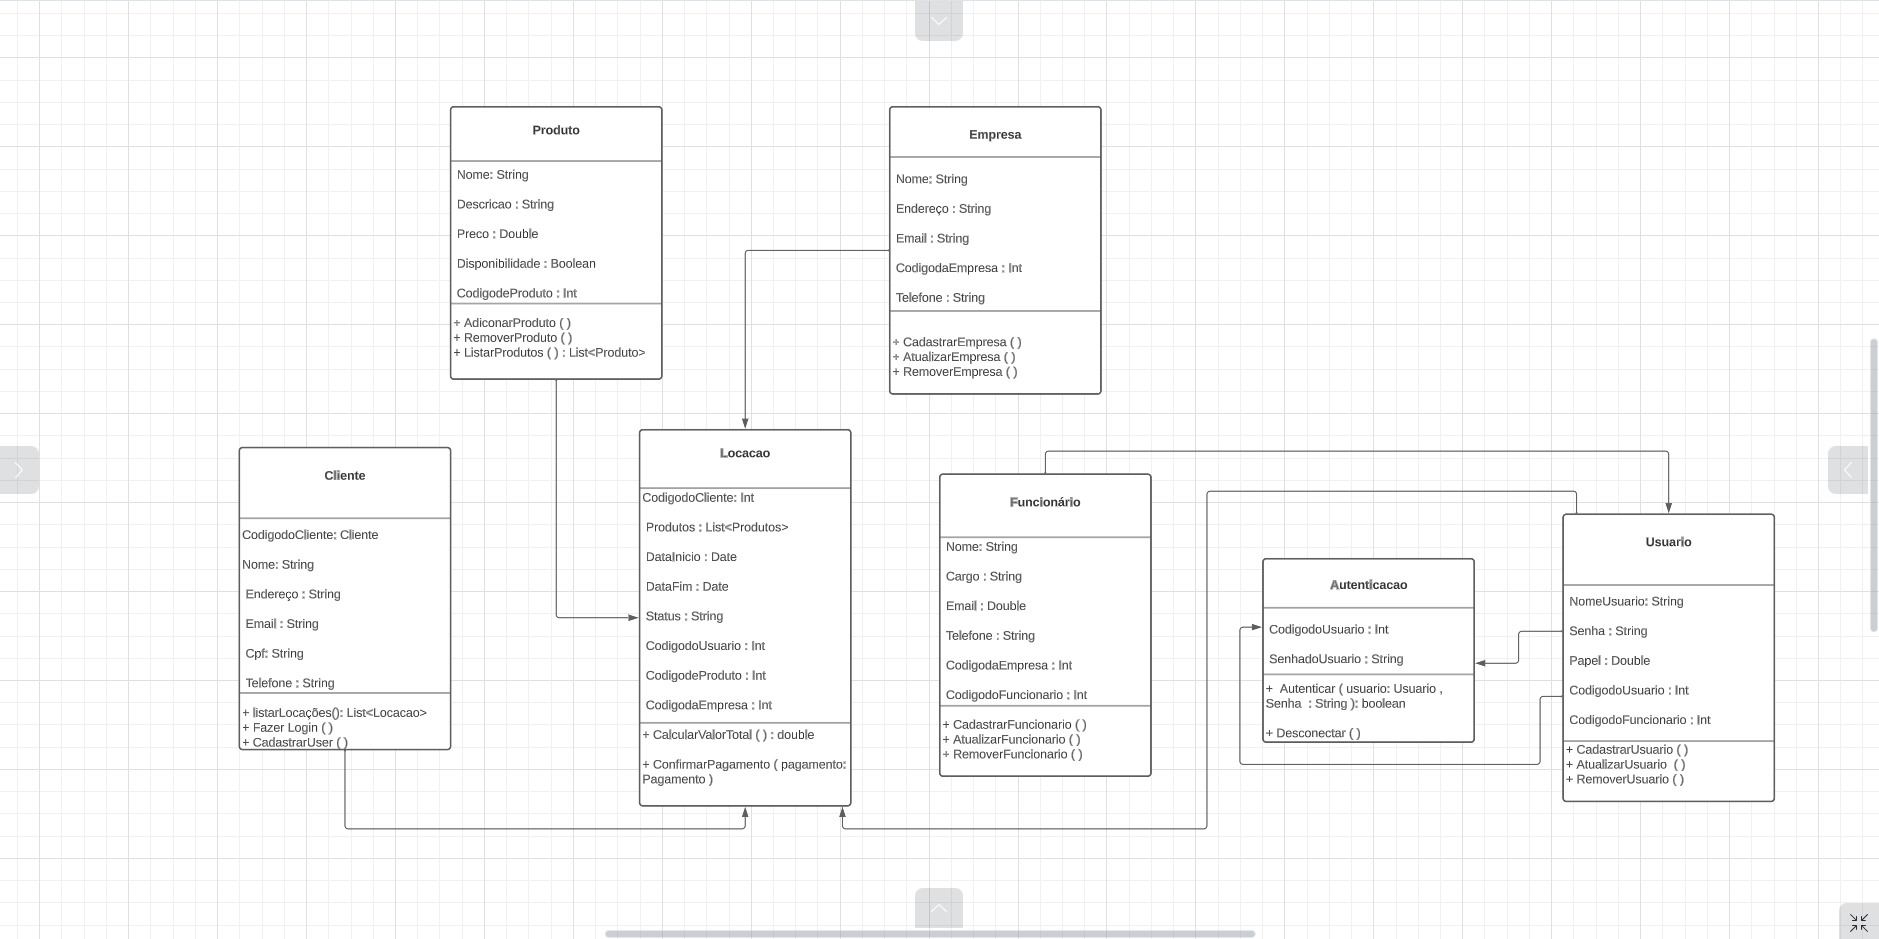 Produto
Nome: String
Descricao : String
Preco : Double
Disponibilidade : Boolean
CodigodeProduto : Int
+ AdiconarProduto ( )
+ RemoverProduto ( )
+ ListarProdutos ( ) : List<Produto>
Empresa
Nome: String
Endereço : String
Email : String
CodigodaEmpresa : Int
Telefone : String
+ CadastrarEmpresa ( )
+ AtualizarEmpresa ( )
+ RemoverEmpresa ( )
Cliente
CodigodoCliente: Cliente
Nome: String
Endereço : String
Email : String
Cpf: String
Telefone : String
+ listarLocações(): List<Locacao>
+ Fazer Login ( )
+ CadastrarUser ( )
Locacao
CodigodoCliente: Int
Produtos : List<Produtos>
DataInicio : Date
DataFim : Date
Status : String
CodigodoUsuario : Int
CodigodeProduto : Int
CodigodaEmpresa : Int
+ CalcularValorTotal ( ) : double
+ ConfirmarPagamento ( pagamento:
Pagamento )
Funcionário
Nome: String
Cargo : String
Email : Double
Telefone : String
CodigodaEmpresa : Int
CodigodoFuncionario : Int
+ CadastrarFuncionario ( )
+ AtualizarFuncionario ( )
+ RemoverFuncionario ( )
Autenticacao
CodigodoUsuario : Int
SenhadoUsuario : String
+ Autenticar ( usuario: Usuario ,
Senha : String ): boolean
+ Desconectar ( )
Usuario
NomeUsuario: String
Senha : String
Papel : Double
CodigodoUsuario : Int
CodigodoFuncionario : Int
+ CadastrarUsuario ( )
+ AtualizarUsuario ( )
+ RemoverUsuario ( )